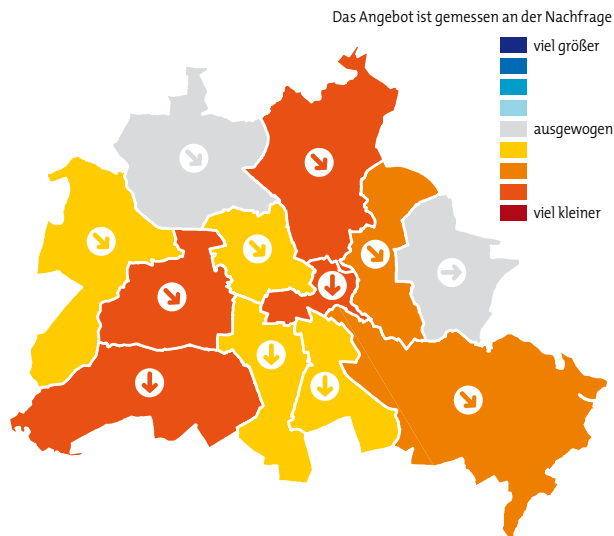 Das Angebot ist gemessen an der Nachfrage
viel größer
ausgewogen
viel kleiner